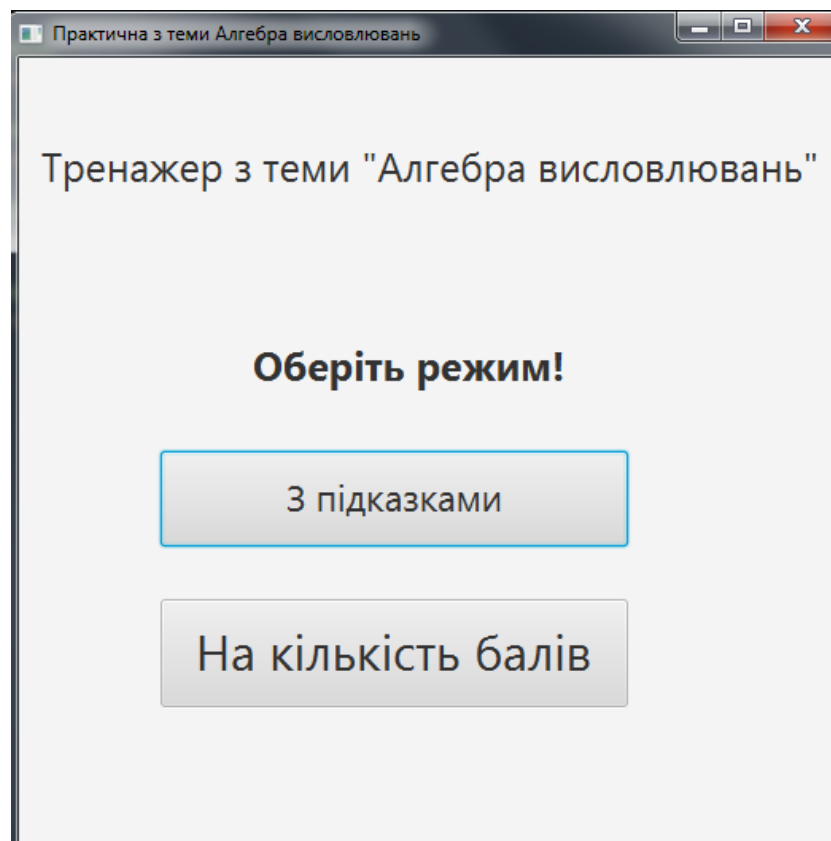 Практична з теми Алгебра висловлювань
Тренажер з теми "Алгебра висловлювань"
Оберіть режим!
З підказками
На кількість балів